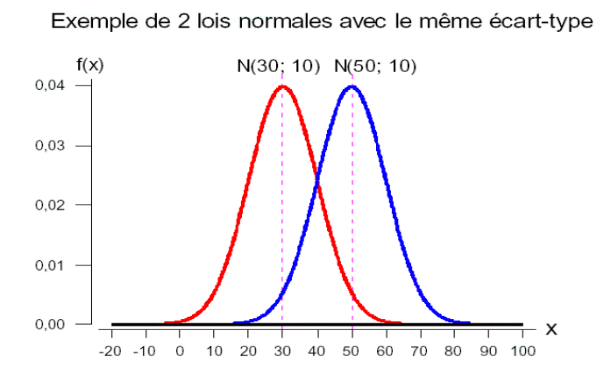 Exemple de 2 lois normales avec le même écart-type
f(x)
N(30; 10) N(50; 10)
0,04
0,03
0,02
0,01
0,00
x
-20 -10 0 10 20 30 40 50 60 70 80 90 100